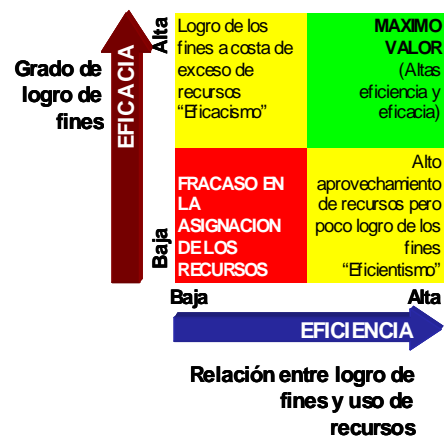 Grado de
logro de
fines
EFICACIA
Alta
Baja
Logro de los
fines a costa de
exceso de
recursos
“Eficacismo”
MAXIMO
VALOR
(Altas
eficiencia y
eficacia)
FRACASO EN
LA
ASIGNACION
DE LOS
RECURSOS
Alto
aprovechamiento
de recursos pero
poco logro de los
fines
“Eficientismo”
Baja
Alta
EFICIENCIA
Relación entre logro de
fines y uso de
recursos